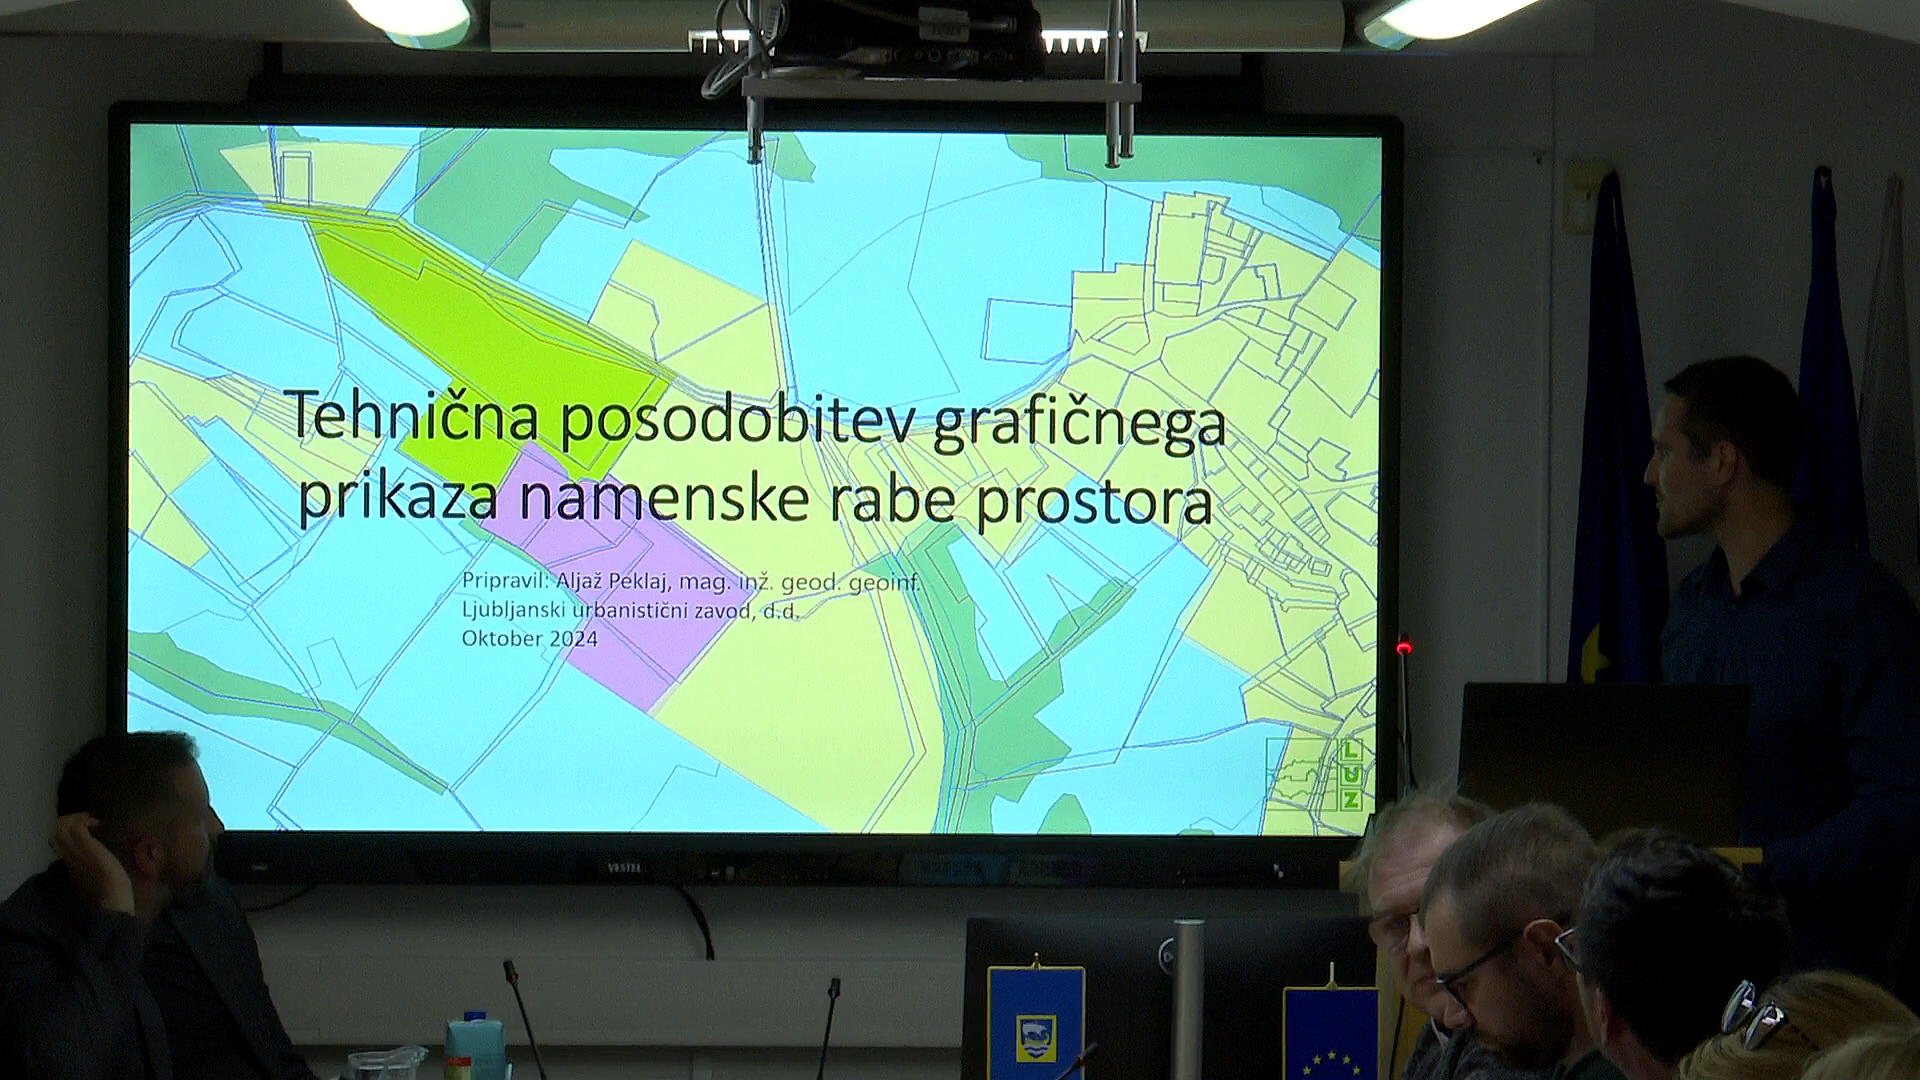 Tehnična posodobitev grafičnega
prikaza namenske rabe prostora
Pripravil: Aljaž Peklaj, mag. inž. geod. geoinf.
Ljubljanski urbanistični zavod, d.d.
Oktober 2024
L
U
Z
VESTEL